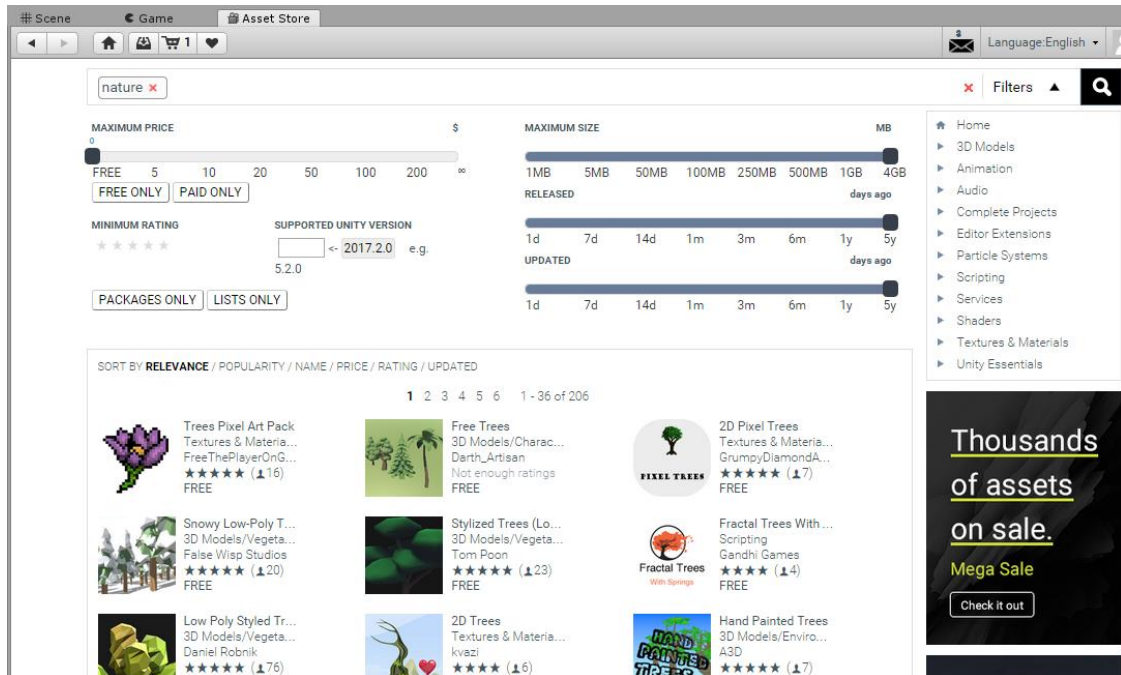 Scene Game Asset Store
1 3 Language:English
nature × × Filters
MAXIMUM PRICE $
0
FREE 5 10 20 50 100 200 ∞
FREE ONLY PAID ONLY
MINIMUM RATING SUPPORTED UNITY VERSION
<- 2017.2.0 e.g.
5.2.0
PACKAGES ONLY LISTS ONLY
MAXIMUM SIZE MB
1MB 5MB 50MB 100MB 250MB 500MB 1GB 4GB
RELEASED days ago
1d 7d 14d 1m 3m 6m 1y 5y
UPDATED days ago
1d 7d 14d 1m 3m 6m 1y 5y
Home
3D Models
Animation
Audio
Complete Projects
Editor Extensions
Particle Systems
Scripting
Services
Shaders
Textures & Materials
Unity Essentials
SORT BY RELEVANCE / POPULARITY / NAME / PRICE / RATING / UPDATED
1 2 3 4 5 6 1 - 36 of 206
Trees Pixel Art Pack
Textures & Materia...
FreeThePlayerOnG...
★★★★★ (16)
FREE
Free Trees
3D Models/Charac...
Darth_Artisan
Not enough ratings
FREE
PIXEL TREES
2D Pixel Trees
Textures & Materia...
GrumpyDiamondA...
★★★★★ (7)
FREE
Snowy Low-Poly T...
3D Models/Vegeta...
False Wisp Studios
★★★★★ (20)
FREE
Stylized Trees (Lo...
3D Models/Vegeta...
Tom Poon
★★★★★ (23)
FREE
Fractal Trees
With Springs
Fractal Trees With ...
Scripting
Gandhi Games
★★★★ (4)
FREE
Low Poly Styled Tr...
3D Models/Vegeta...
Daniel Robnik
★★★★★ (76)
2D Trees
Textures & Materia...
kvazi
★★★★ (6)
HAND
PAINTED
TREES
Hand Painted Trees
3D Models/Enviro...
A3D
★★★★★ (7)
Thousands
of assets
on sale.
Mega Sale
Check it out